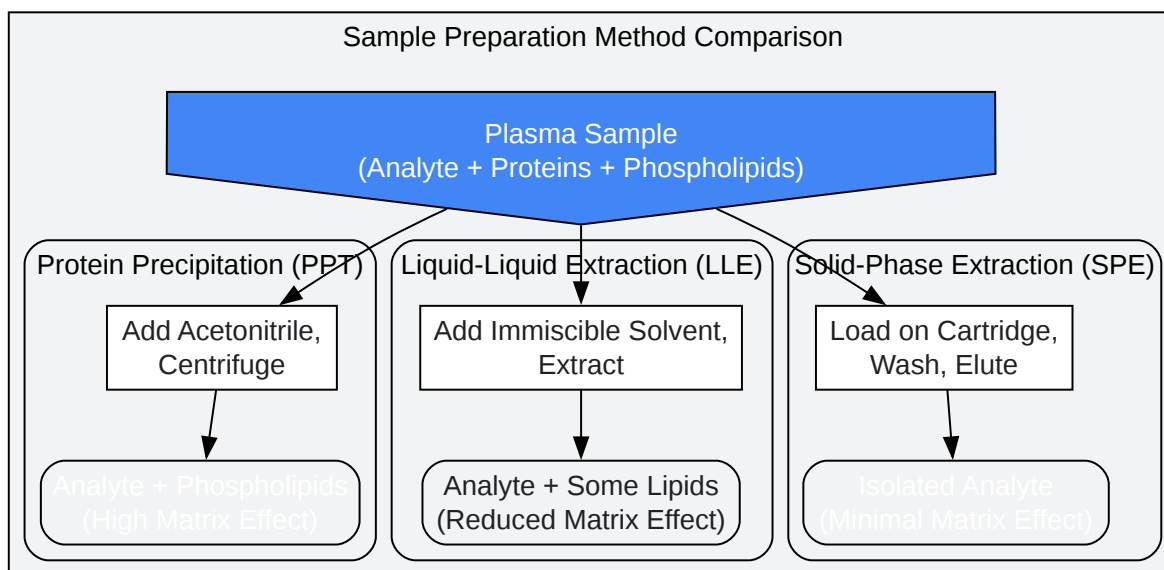 Sample Preparation Method Comparison
Plasma Sample
(Analyte + Proteins + Phospholipids)
Protein Precipitation (PPT)
Add Acetonitrile,
Centrifuge
Analyte + Phospholipids
(High Matrix Effect)
Liquid-Liquid Extraction (LLE)
Add Immiscible Solvent,
Extract
Analyte + Some Lipids
(Reduced Matrix Effect)
Solid-Phase Extraction (SPE)
Load on Cartridge,
Wash, Elute
Isolated Analyte
(Minimal Matrix Effect)